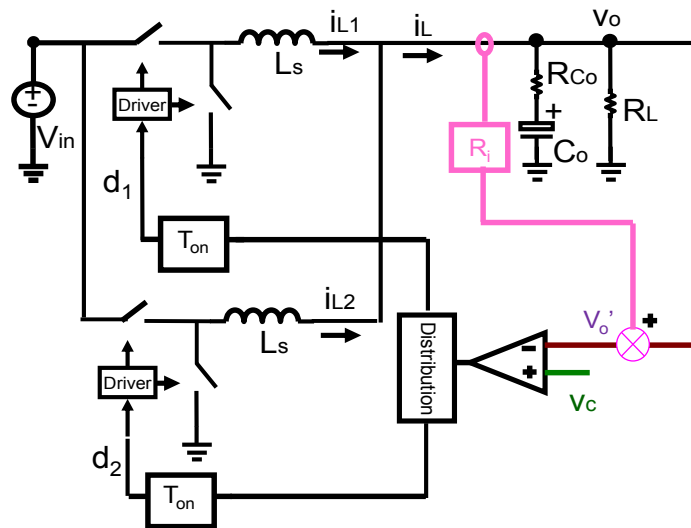 iL1
iL
vo
Ls
RCo
+
Driver
RL
Vin
+-
Co
Ri
d1
Ton
iL2
Vo’
+
Ls
Distribution
-
+
vc
Driver
d2
Ton